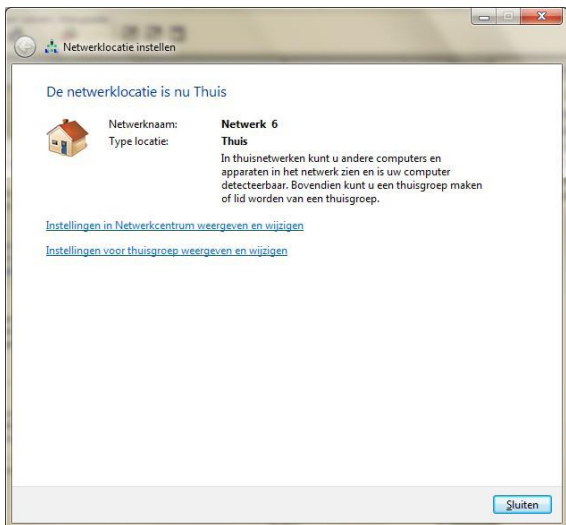 Netwerklocatie instellen
De netwerklocatie is nu Thuis
Netwerknaam: Netwerk 6
Type locatie: Thuis
In thuisnetwerken kunt u andere computers en
apparaten in het netwerk zien en is uw computer
detecteerbaar. Bovendien kunt u een thuisgroep maken
of lid worden van een thuisgroep.
Instellingen in Netwerkcentrum weergeven en wijzigen
Instellingen voor thuisgroep weergeven en wijzigen
Sluiten